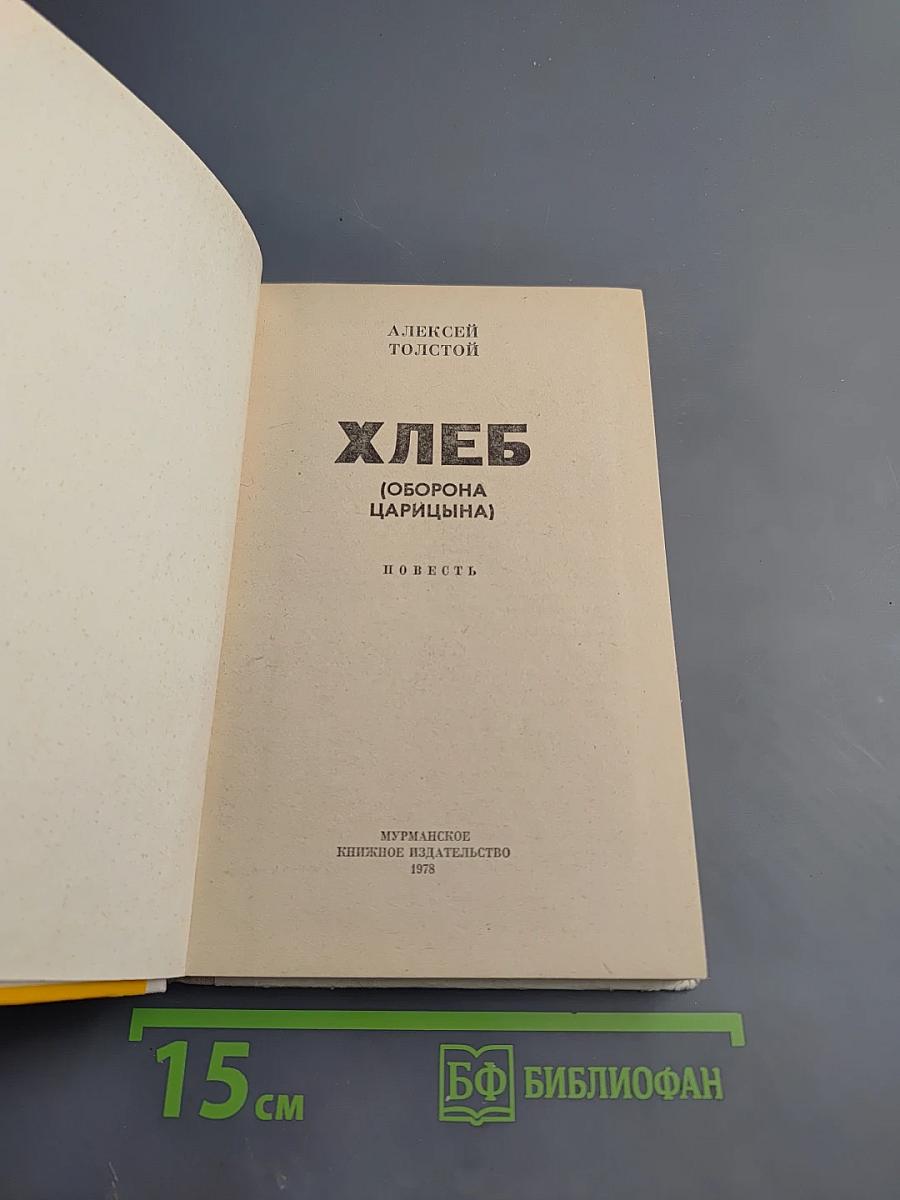 АЛЕКСЕЙ
ТОЛСТОЙ
ХЛЕБ
(ОБОРОНА
ЦАРИЦЫНА)
ПОВЕСТЬ
МУРМАНСКОЕ
КНИЖНОЕ ИЗДАТЕЛЬСТВО
1978
15 см
БФ БИБЛИОФАН